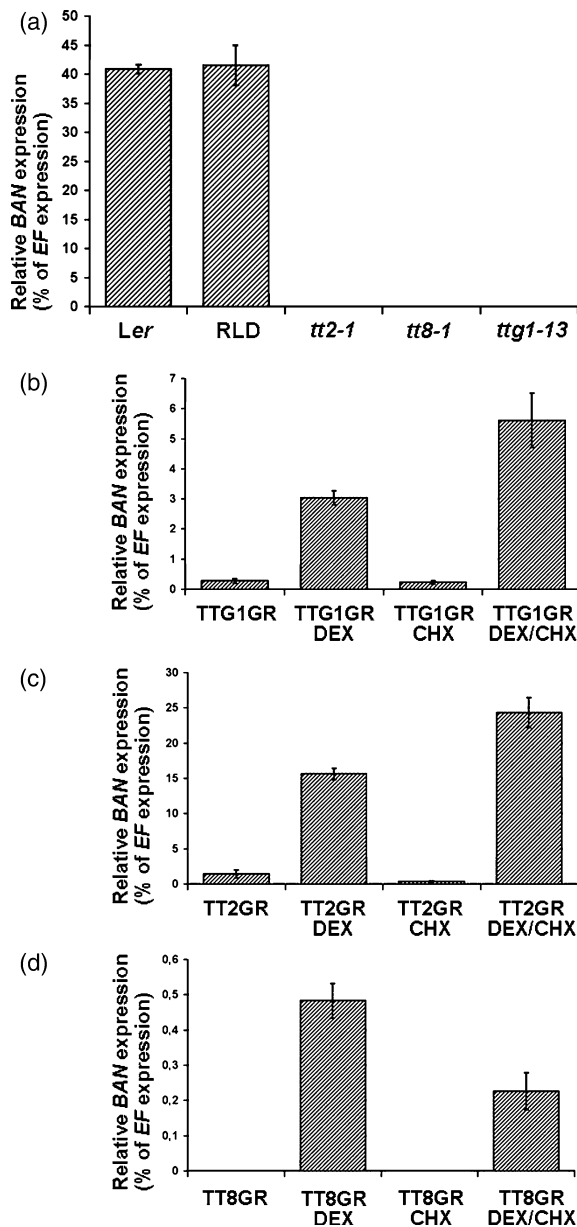 (a)
Relative BAN expression
(% of EF expression)
50
45
40
35
30
25
20
15
10
5
0
Ler RLD tt2-1 tt8-1 ttg1-13
(b)
Relative BAN expression
(% of EF expression)
7
6
5
4
3
2
1
0
TTG1GR TTG1GR TTG1GR TTG1GR
DEX CHX DEX/CHX
(c)
Relative BAN expression
(% of EF expression)
30
25
20
15
10
5
0
TT2GR TT2GR TT2GR TT2GR
DEX CHX DEX/CHX
(d)
Relative BAN expression
(% of EF expression)
0,6
0,5
0,4
0,3
0,2
0,1
0
TT8GR TT8GR TT8GR TT8GR
DEX CHX DEX/CHX